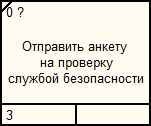 0 ?
Отправить анкету
на проверку
службой безопасности
3